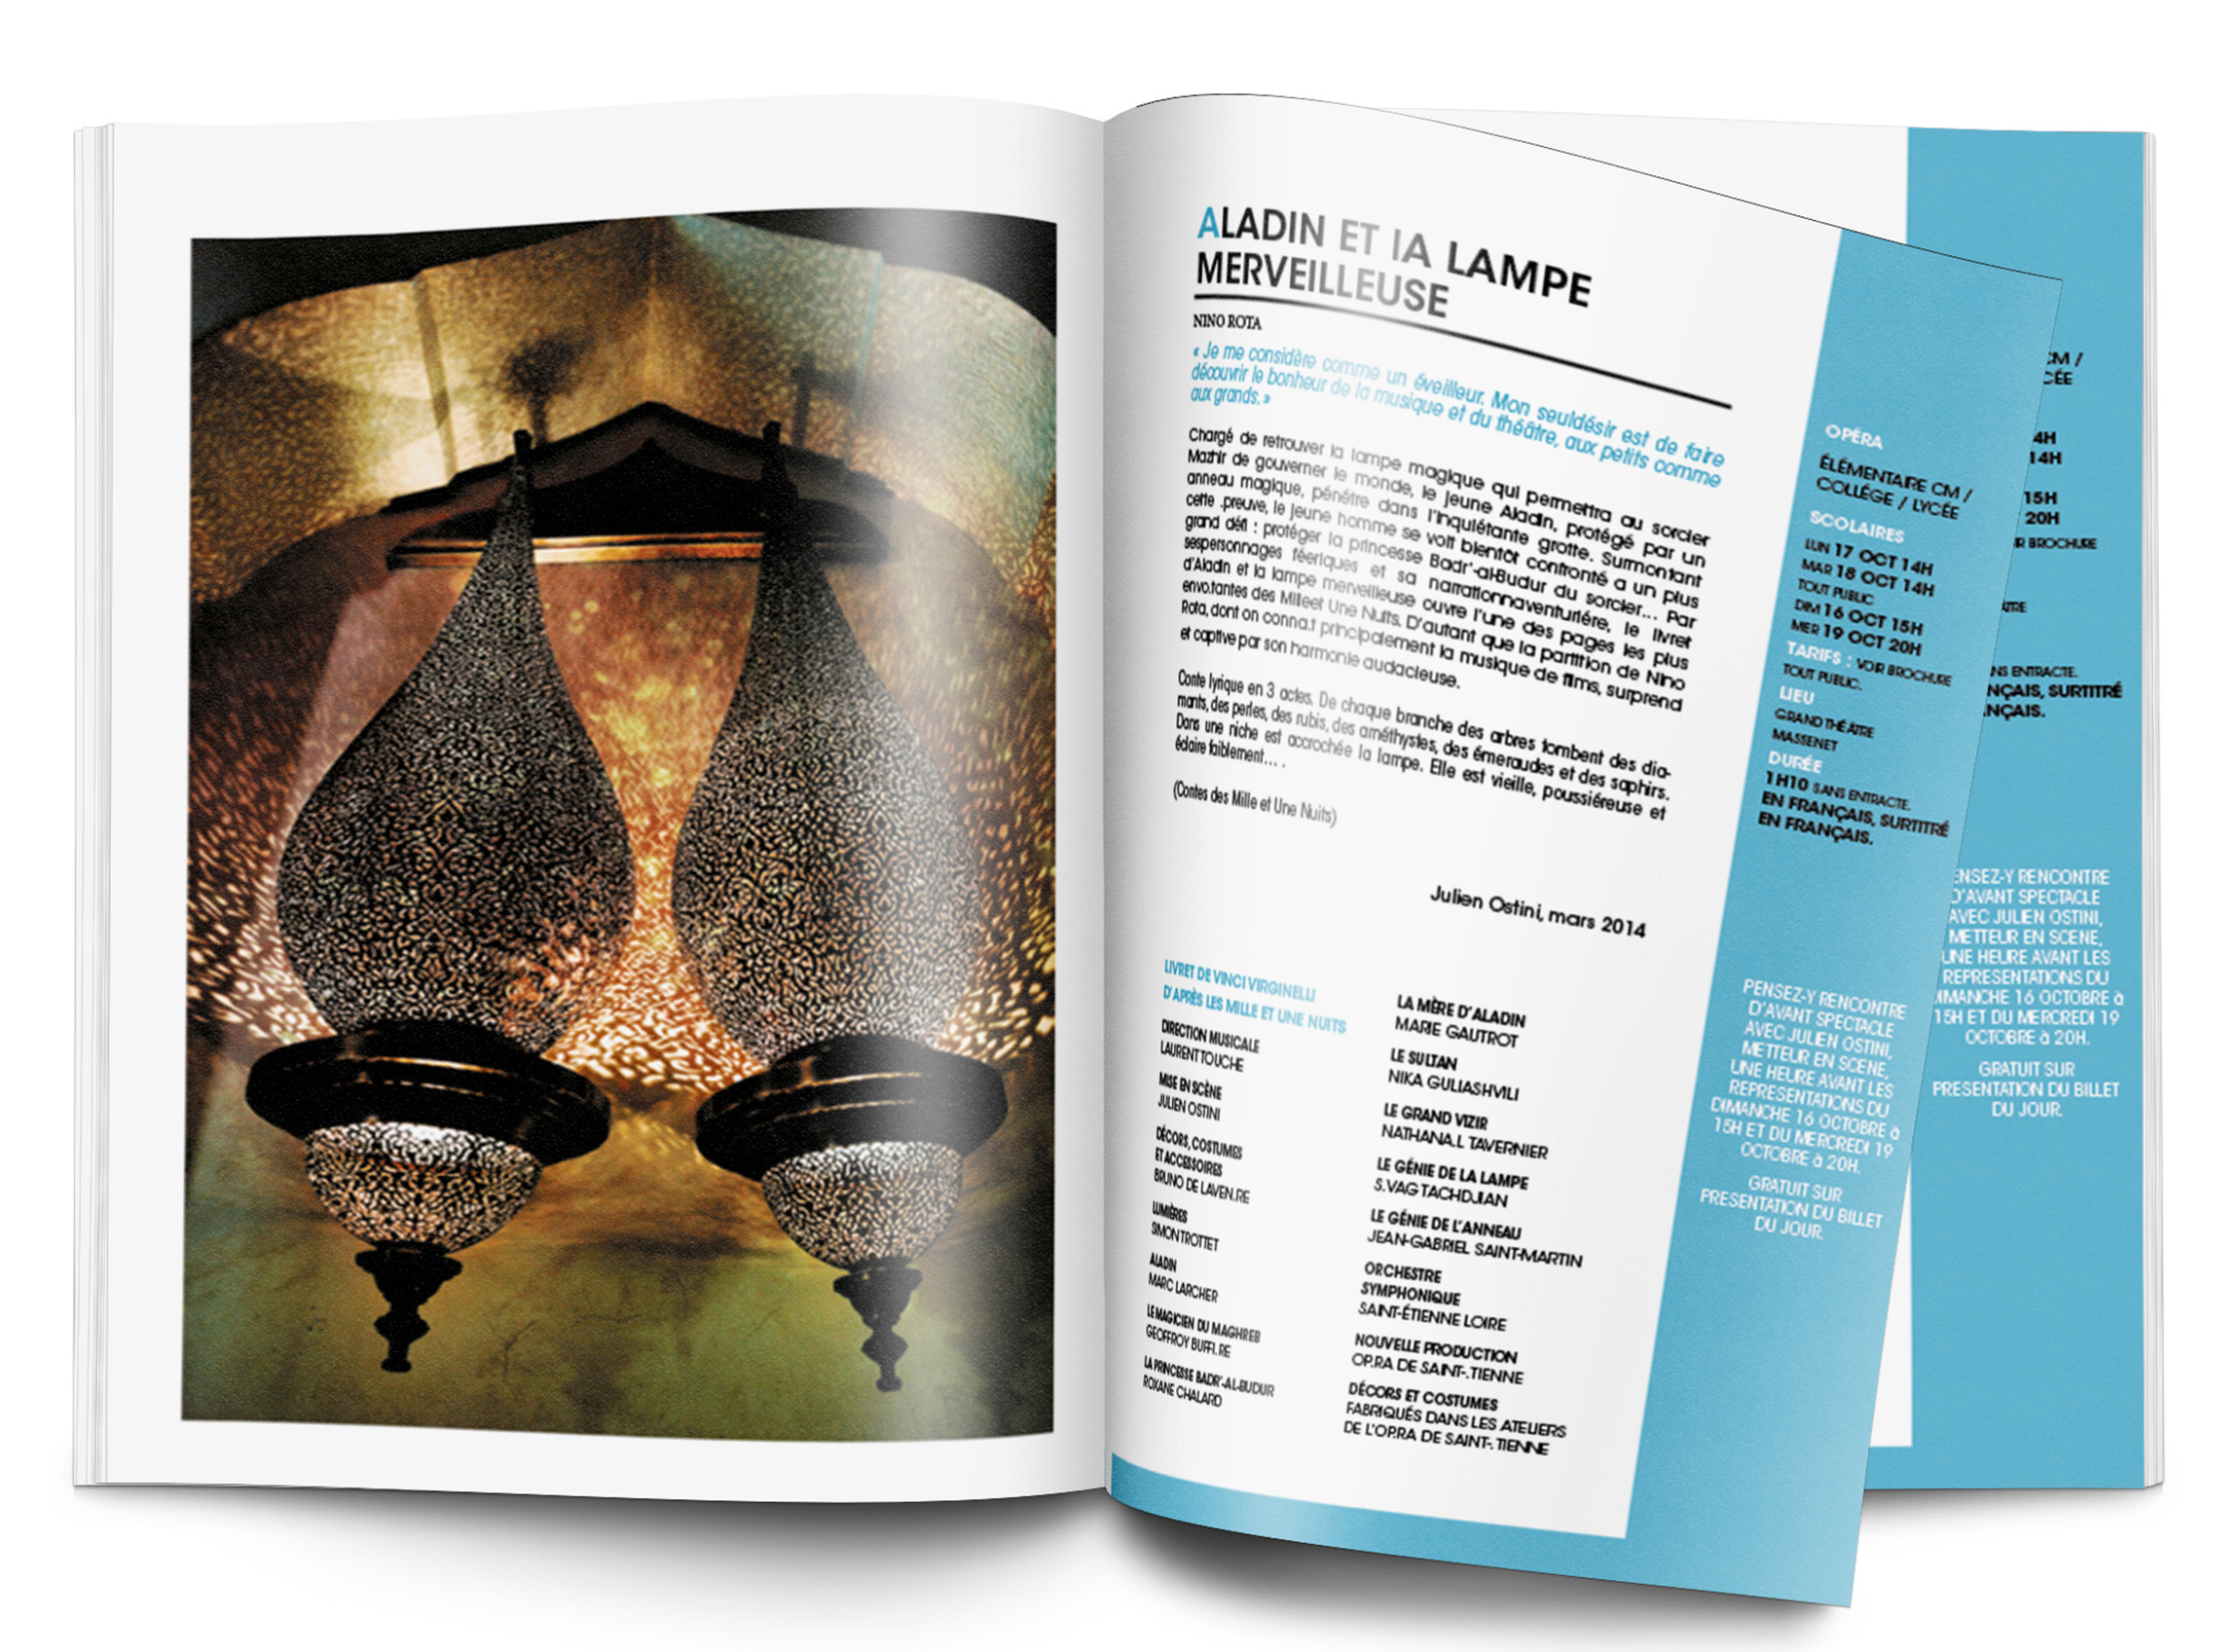 ALADIN ET lA LAMPE
MERVEILLEUSE
NINO ROTA
« Je me considère comme un éveilleur. Mon seuldésir est de faire
découvrir le bonheur de la musique et du théâtre, aux petits comme
aux grands. »
Chargé de retrouver la lampe magique qui permettra au sorcier
Mazhir de gouverner le monde, le jeune Aladin, protégé par un
anneau magique, pénétre dans l'inquiétante grotte. Surmontant
cette .preuve, le jeune homme se voit bientôt confronté a un plus
grand défi : protéger la princesse Badr'-al-Budur du sorcier... Par
sespersonnages féeriques et sa narrationnaventuriére, le livret
d'Aladin et la lampe merveilleuse ouvre l'une des pages les plus
envo.tantes des Milleet Une Nuits. D'autant que la partition de Nino
Rota, dont on conna.t principalement la musique de films, surprend
et captive par son harmonie audacieuse.
Conte lyrique en 3 actes. De chaque branche des arbres tombent des dia-
mants, des perles, des rubis, des améthystes, des émeraudes et des saphirs.
Dans une niche est accrochée la lampe. Elle est vieille, poussiéreuse et
éclaire faiblement... .
(Contes des Mille et Une Nuits)
Julien Ostini, mars 2014
LIVRET DE VINCI VIRGINELLI
D'APRÈS LES MILLE ET UNE NUITS
DIRECTION MUSICALE
LAURENT TOUCHE
MISE EN SCÈNE
JULIEN OSTINI
DÉCORS, COSTUMES
ET ACCESSOIRES
BRUNO DE LAVEN.RE
LUMIÈRES
SIMON TROTTET
ALADIN
MARC LARCHER
LE MAGICIEN DU MAGHREB
GEOFFROY BUFFI.RE
LA PRINCESSE BADR'-AL-BUDUR
ROXANE CHALARD
LA MÈRE D'ALADIN
MARIE GAUTROT
LE SULTAN
NIKA GULIASHVILI
LE GRAND VIZIR
NATHANA.L TAVERNIER
LE GÉNIE DE LA LAMPE
S.VAG TACHDJIAN
LE GÉNIE DE L'ANNEAU
JEAN-GABRIEL SAINT-MARTIN
ORCHESTRE
SYMPHONIQUE
SAINT-ÉTIENNE LOIRE
NOUVELLE PRODUCTION
OP.RA DE SAINT-.TIENNE
DÉCORS ET COSTUMES
FABRIQUÉS DANS LES ATELIERS
DE L'OP.RA DE SAINT-.TIENNE
OPÉRA
ÉLÉMENTAIRE CM /
COLLÉGE / LYCÉE
SCOLAIRES
LUN 17 OCT 14H
MAR 18 OCT 14H
TOUT PUBLIC
DIM 16 OCT 15H
MER 19 OCT 20H
TARIFS : VOIR BROCHURE
TOUT PUBLIC.
LIEU
GRAND THÉATRE
MASSENET
DURÉE
1H10 SANS ENTRACTE.
EN FRANÇAIS, SURTITRÉ
EN FRANÇAIS.
PENSEZ-Y RENCONTRE
D'AVANT SPECTACLE
AVEC JULIEN OSTINI,
METTEUR EN SCENE,
UNE HEURE AVANT LES
REPRESENTATIONS DU
DIMANCHE 16 OCTOBRE à
15H ET DU MERCREDI 19
OCTOBRE à 20H.
GRATUIT SUR
PRESENTATION DU BILLET
DU JOUR.
CM /
CÉE
4H
14H
15H
20H
R BROCHURE
ATRE
NS ENTRACTE.
NÇAIS, SURTITRÉ
NÇAIS.
ENSEZ-Y RENCONTRE
D'AVANT SPECTACLE
AVEC JULIEN OSTINI,
METTEUR EN SCENE,
UNE HEURE AVANT LES
REPRESENTATIONS DU
IMANCHE 16 OCTOBRE à
15H ET DU MERCREDI 19
OCTOBRE à 20H.
GRATUIT SUR
PRESENTATION DU BILLET
DU JOUR.